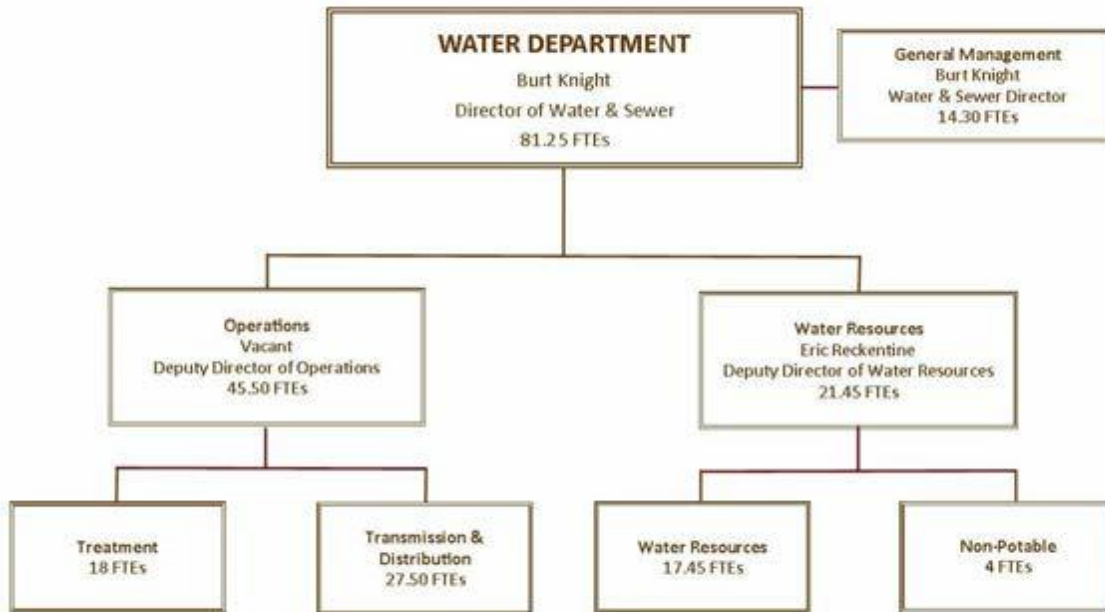 WATER DEPARTMENT
Burt Knight
Director of Water & Sewer
81.25 FTEs
General Management
Burt Knight
Water & Sewer Director
14.30 FTEs
Operations
Vacant
Deputy Director of Operations
45.50 FTEs
Water Resources
Eric Reckentine
Deputy Director of Water Resources
21.45 FTEs
Treatment
18 FTEs
Transmission &
Distribution
27.50 FTEs
Water Resources
17.45 FTEs
Non-Potable
4 FTEs